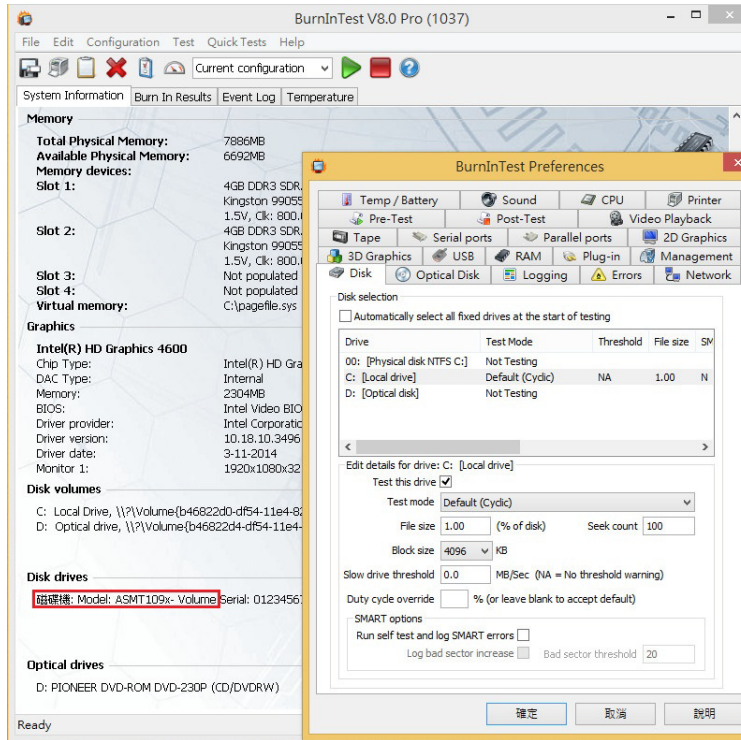 BurnInTest V8.0 Pro (1037)
File Edit Configuration Test Quick Tests Help
Current configuration
System Information Burn In Results Event Log Temperature
Memory
Total Physical Memory: 7886MB
Available Physical Memory: 6692MB
Memory devices:
Slot 1: 4GB DDR3 SDR
Kingston 99055
1.5V, Clk: 800.
Slot 2: 4GB DDR3 SDR
Kingston 99055
1.5V, Clk: 800.
Slot 3: Not populated
Slot 4: Not populated
Virtual memory: C:\pagefile.sys
Graphics
Intel(R) HD Graphics 4600
Chip Type: Intel(R) HD Gra
DAC Type: Internal
Memory: 2304MB
BIOS: Intel Video BIO
Driver provider: Intel Corporatic
Driver version: 10.18.10.3496
Driver date: 3-11-2014
Monitor 1: 1920x1080x32
Disk volumes
C: Local Drive, \\?\Volume{b46822d0-df54-11e4-82
D: Optical drive, \\?\Volume{b46822d4-df54-11e4-
Disk drives
磁碟機: Model: ASMT109x- Volume Serial: 01234567
Optical drives
D: PIONEER DVD-ROM DVD-230P (CD/DVDRW)
Ready
BurnInTest Preferences
Temp / Battery Sound CPU Printer
Pre-Test Post-Test Video Playback
Tape Serial ports Parallel ports 2D Graphics
3D Graphics USB RAM Plug-in Management
Disk Optical Disk Logging Errors Network
Disk selection
Automatically select all fixed drives at the start of testing
Drive Test Mode Threshold File size SM
00: [Physical disk NTFS C:] Not Testing
C: [Local drive] Default (Cyclic) NA 1.00 N
D: [Optical disk] Not Testing
Edit details for drive: C: [Local drive]
Test this drive
Test mode Default (Cyclic)
File size 1.00 (% of disk) Seek count 100
Block size 4096 KB
Slow drive threshold 0.0 MB/Sec (NA = No threshold warning)
Duty cycle override % (or leave blank to accept default)
SMART options
Run self test and log SMART errors
Log bad sector increase Bad sector threshold 20
確定 取消 說明